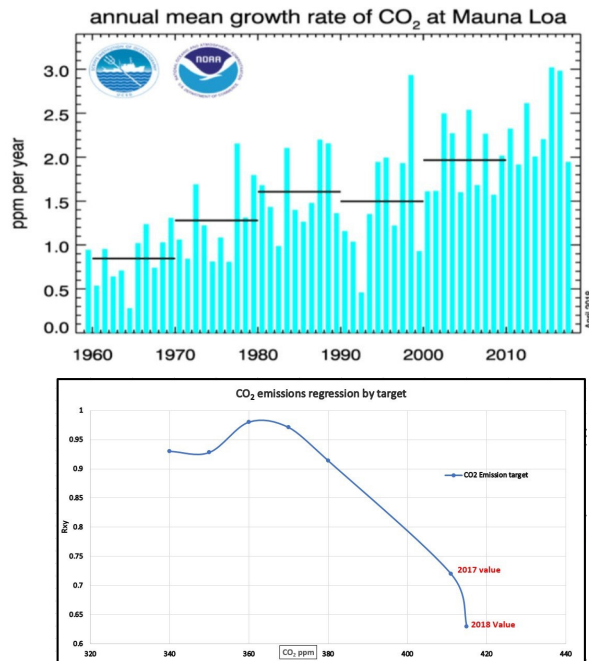 annual mean growth rate of CO₂ at Mauna Loa
NOAA
ppm per year
3.0
2.5
2.0
1.5
1.0
0.5
0.0
1960 1970 1980 1990 2000 2010
April 2018
CO₂ emissions regression by target
1
0.95
0.9
0.85
0.8
0.75
0.7
0.65
0.6
Rxy
CO2 Emission target
2017 value
2018 Value
320 340 360 CO₂ ppm 380 400 420 440